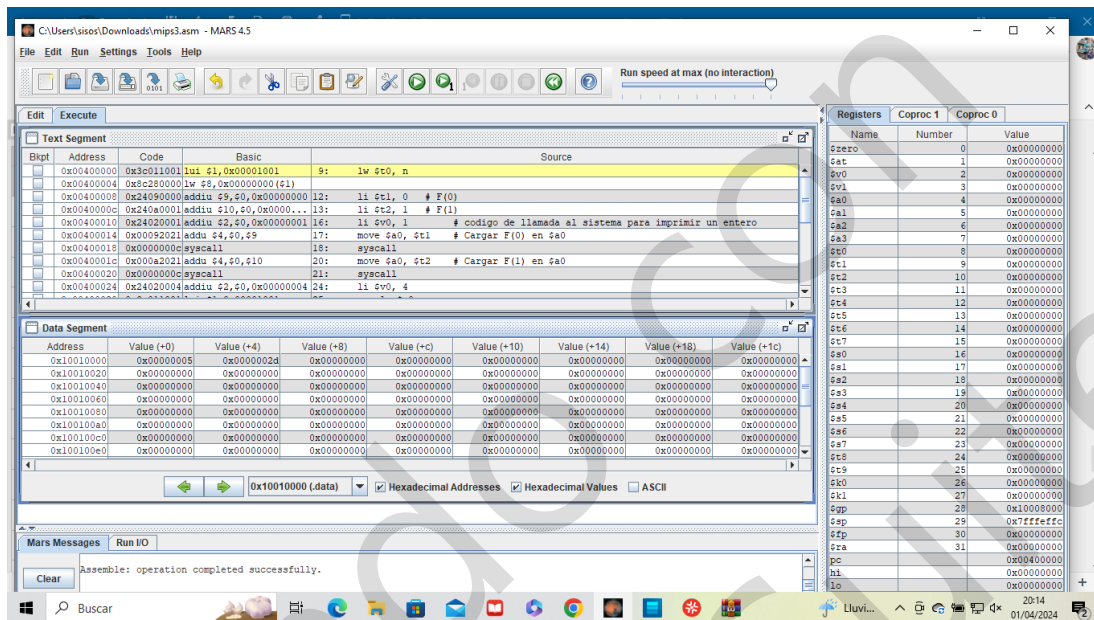 C:\Users\sisos\Downloads\mips3.asm - MARS 4.5
File Edit Run Settings Tools Help
Run speed at max (no interaction)
Edit Execute
Text Segment
Bkpt Address Code Basic Source
0x00400000 0x3c011001 lui $1,0x00001001 9: lw $t0, n
0x00400004 0x8c280000 lw $8,0x00000000($1)
0x00400008 0x24090000 addiu $9,$0,0x00000000 12: li $t1, 0 # F(0)
0x0040000c 0x240a0001 addiu $10,$0,0x0000... 13: li $t2, 1 # F(1)
0x00400010 0x24020001 addiu $2,$0,0x00000001 16: li $v0, 1 # codigo de llamada al sistema para imprimir un entero
0x00400014 0x00092021 addu $4,$0,$9 17: move $a0, $t1 # Cargar F(0) en $a0
0x00400018 0x0000000c syscall 18: syscall
0x0040001c 0x000a2021 addu $4,$0,$10 20: move $a0, $t2 # Cargar F(1) en $a0
0x00400020 0x0000000c syscall 21: syscall
0x00400024 0x24020004 addiu $2,$0,0x00000004 24: li $v0, 4
Data Segment
Address Value (+0) Value (+4) Value (+8) Value (+c) Value (+10) Value (+14) Value (+18) Value (+1c)
0x10010000 0x00000005 0x0000002d 0x00000000 0x00000000 0x00000000 0x00000000 0x00000000 0x00000000
0x10010020 0x00000000 0x00000000 0x00000000 0x00000000 0x00000000 0x00000000 0x00000000 0x00000000
0x10010040 0x00000000 0x00000000 0x00000000 0x00000000 0x00000000 0x00000000 0x00000000 0x00000000
0x10010060 0x00000000 0x00000000 0x00000000 0x00000000 0x00000000 0x00000000 0x00000000 0x00000000
0x10010080 0x00000000 0x00000000 0x00000000 0x00000000 0x00000000 0x00000000 0x00000000 0x00000000
0x100100a0 0x00000000 0x00000000 0x00000000 0x00000000 0x00000000 0x00000000 0x00000000 0x00000000
0x100100c0 0x00000000 0x00000000 0x00000000 0x00000000 0x00000000 0x00000000 0x00000000 0x00000000
0x100100e0 0x00000000 0x00000000 0x00000000 0x00000000 0x00000000 0x00000000 0x00000000 0x00000000
0x10010000 (.data) Hexadecimal Addresses Hexadecimal Values ASCII
Mars Messages Run I/O
Assemble: operation completed successfully.
Clear
Registers Coproc 1 Coproc 0
Name Number Value
$zero 0 0x00000000
$at 1 0x00000000
$v0 2 0x00000000
$v1 3 0x00000000
$a0 4 0x00000000
$a1 5 0x00000000
$a2 6 0x00000000
$a3 7 0x00000000
$t0 8 0x00000000
$t1 9 0x00000000
$t2 10 0x00000000
$t3 11 0x00000000
$t4 12 0x00000000
$t5 13 0x00000000
$t6 14 0x00000000
$t7 15 0x00000000
$s0 16 0x00000000
$s1 17 0x00000000
$s2 18 0x00000000
$s3 19 0x00000000
$s4 20 0x00000000
$s5 21 0x00000000
$s6 22 0x00000000
$s7 23 0x00000000
$t8 24 0x00000000
$t9 25 0x00000000
$k0 26 0x00000000
$k1 27 0x00000000
$gp 28 0x10008000
$sp 29 0x7fffeffc
$fp 30 0x00000000
$ra 31 0x00000000
pc 0x00400000
hi 0x00000000
lo 0x00000000
Buscar
Lluvi...
20:14
01/04/2024
2